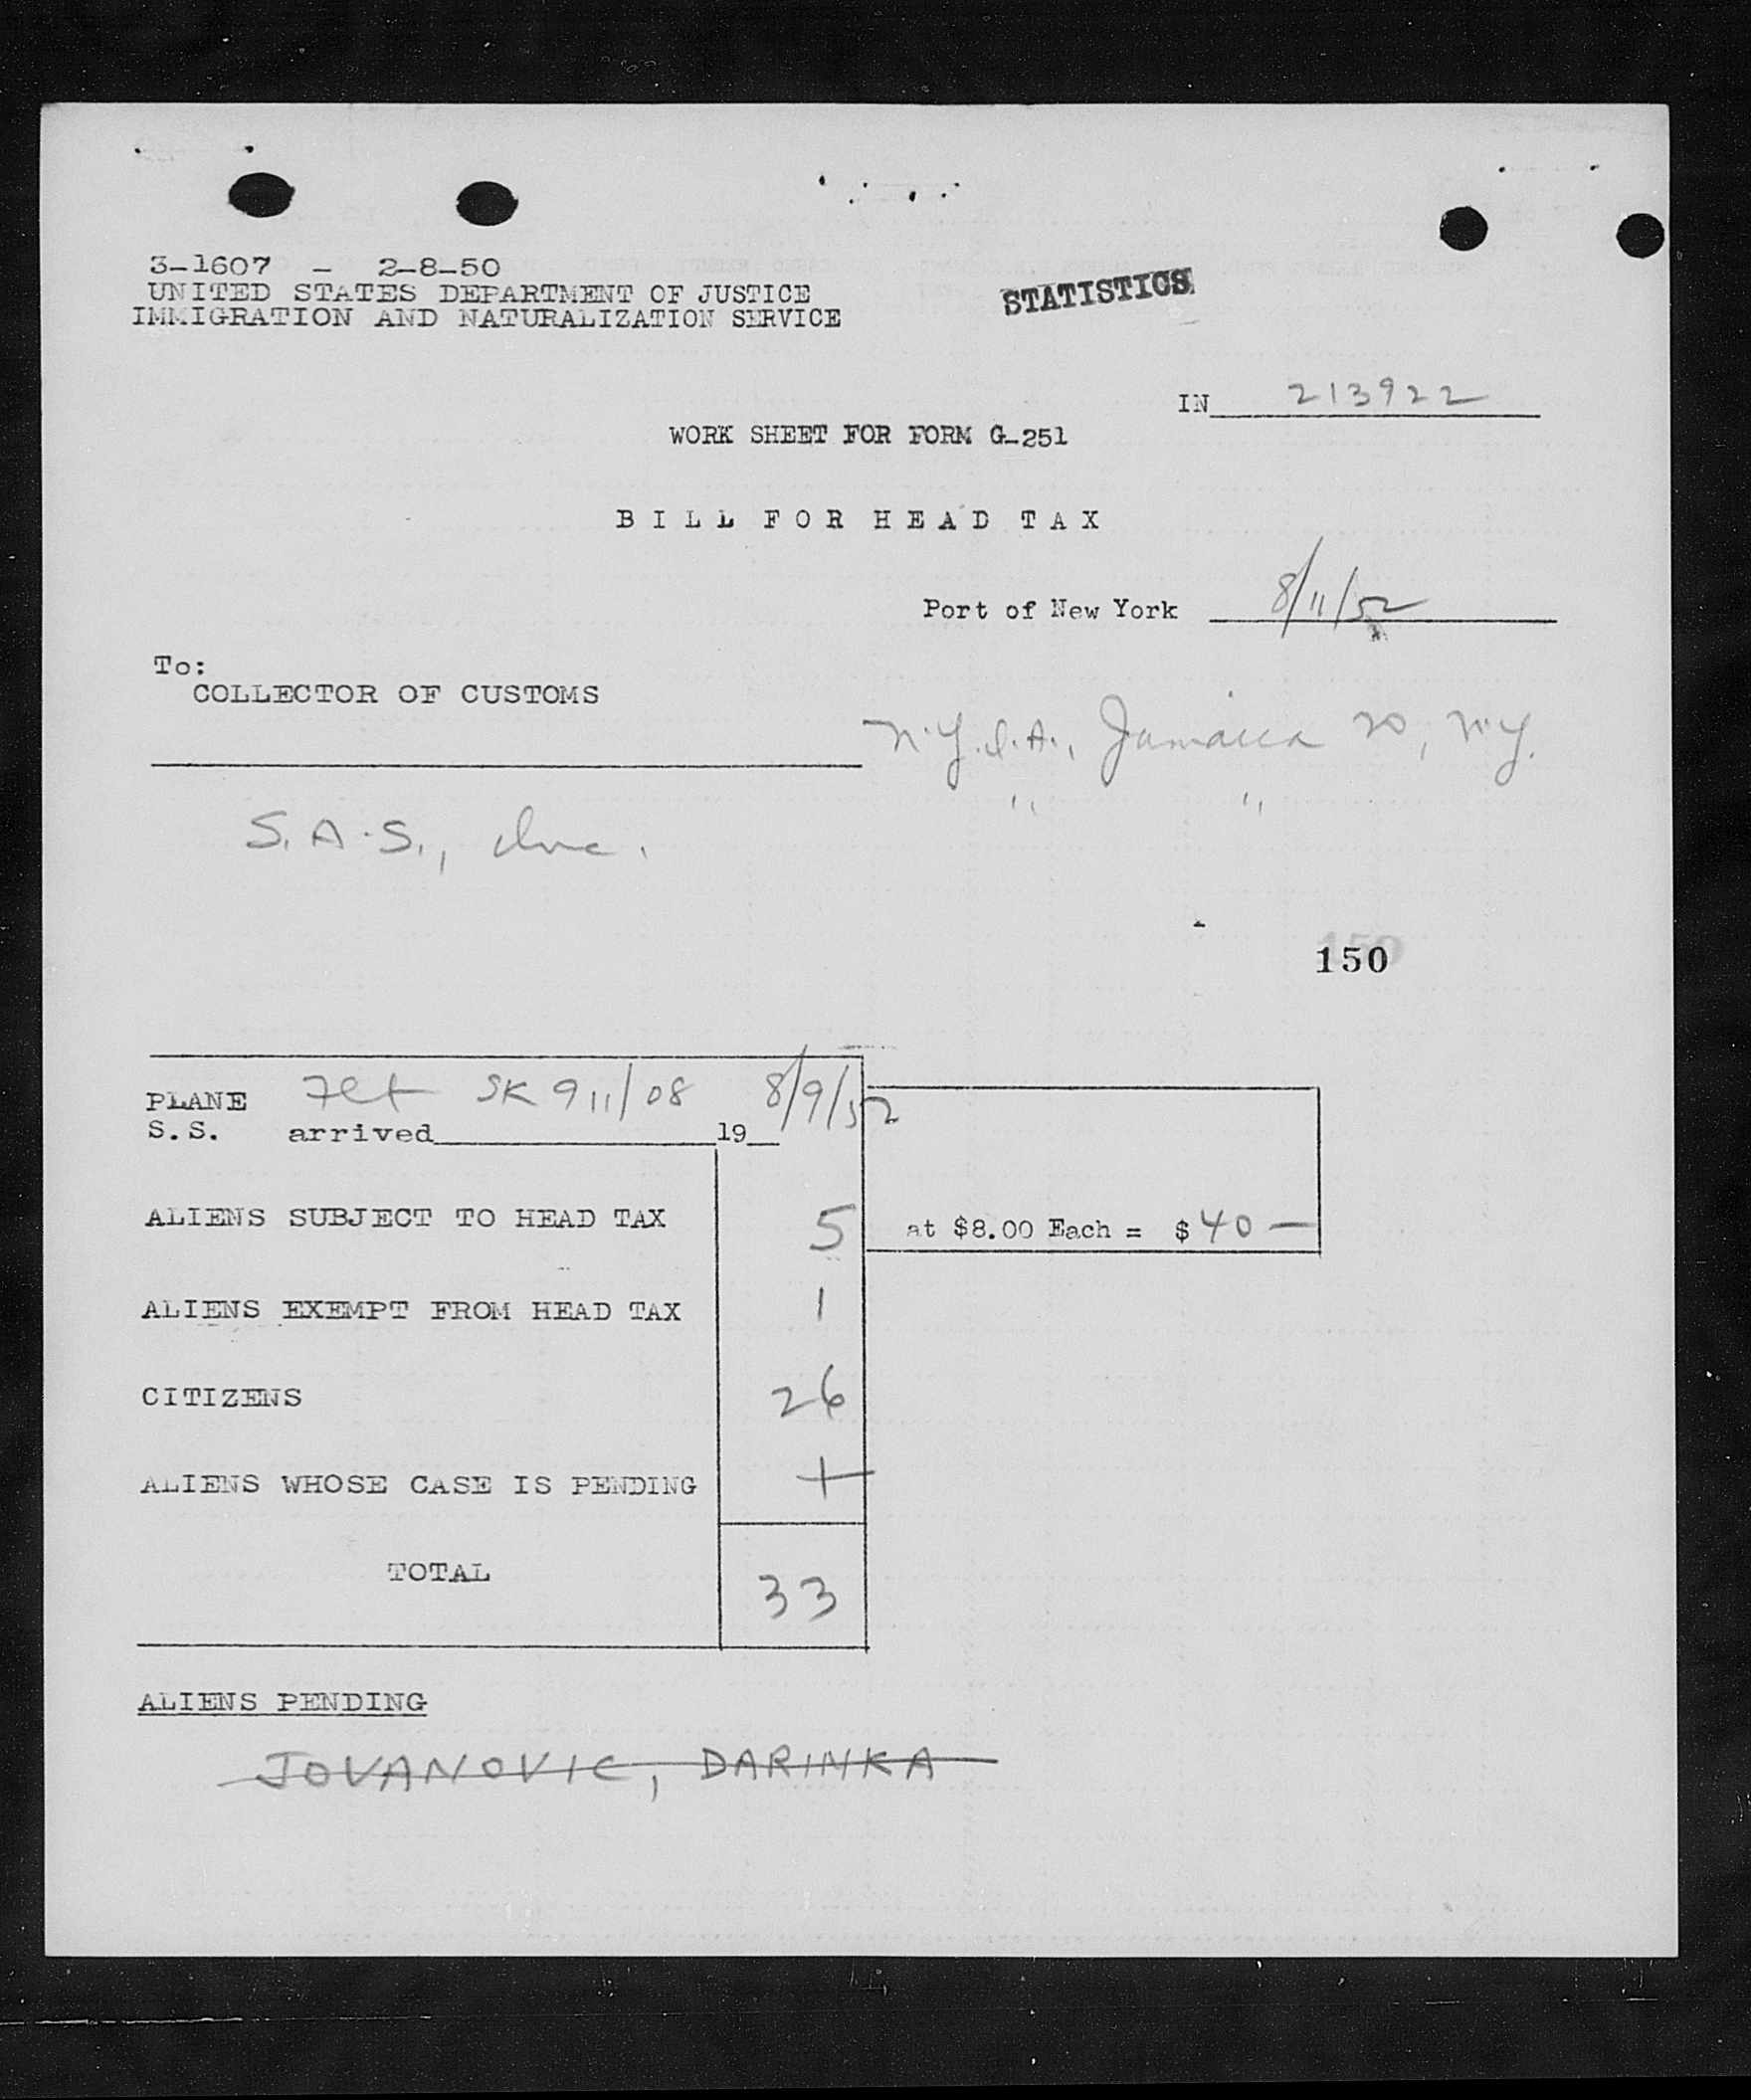 3-1607 - 2-8-50
UNITED STATES DEPARTMENT OF JUSTICE
IMMIGRATION AND NATURALIZATION SERVICE
STATISTICS
IN 213922
WORK SHEET FOR FORM G-251
BILL FOR HEAD TAX
Port of New York 8/11/52
To:
COLLECTOR OF CUSTOMS
N.Y.I.A., Jamaica 20, N.Y.
" "
S.A.S., Inc.
150
PLANE Flt SK 911/08 8/9/52
S.S. arrived 19
ALIENS SUBJECT TO HEAD TAX 5 at $8.00 Each = $40 —
ALIENS EXEMPT FROM HEAD TAX 1
CITIZENS 26
ALIENS WHOSE CASE IS PENDING 1
TOTAL 33
ALIENS PENDING
JOVANOVIC, DARINKA